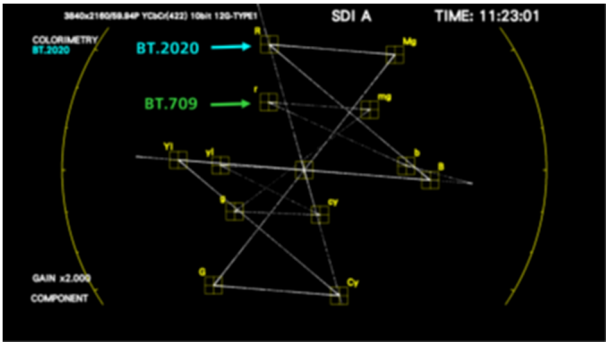 3840x2160/59.94P YCbCr(422) 10bit 12G-TYPE1
SDI A
TIME: 11:23:01
COLORIMETRY
BT.2020
BT.2020
R
Mg
BT.709
r
mg
Yl
yl
b
B
g
cy
G
Cy
GAIN x2.000
COMPONENT